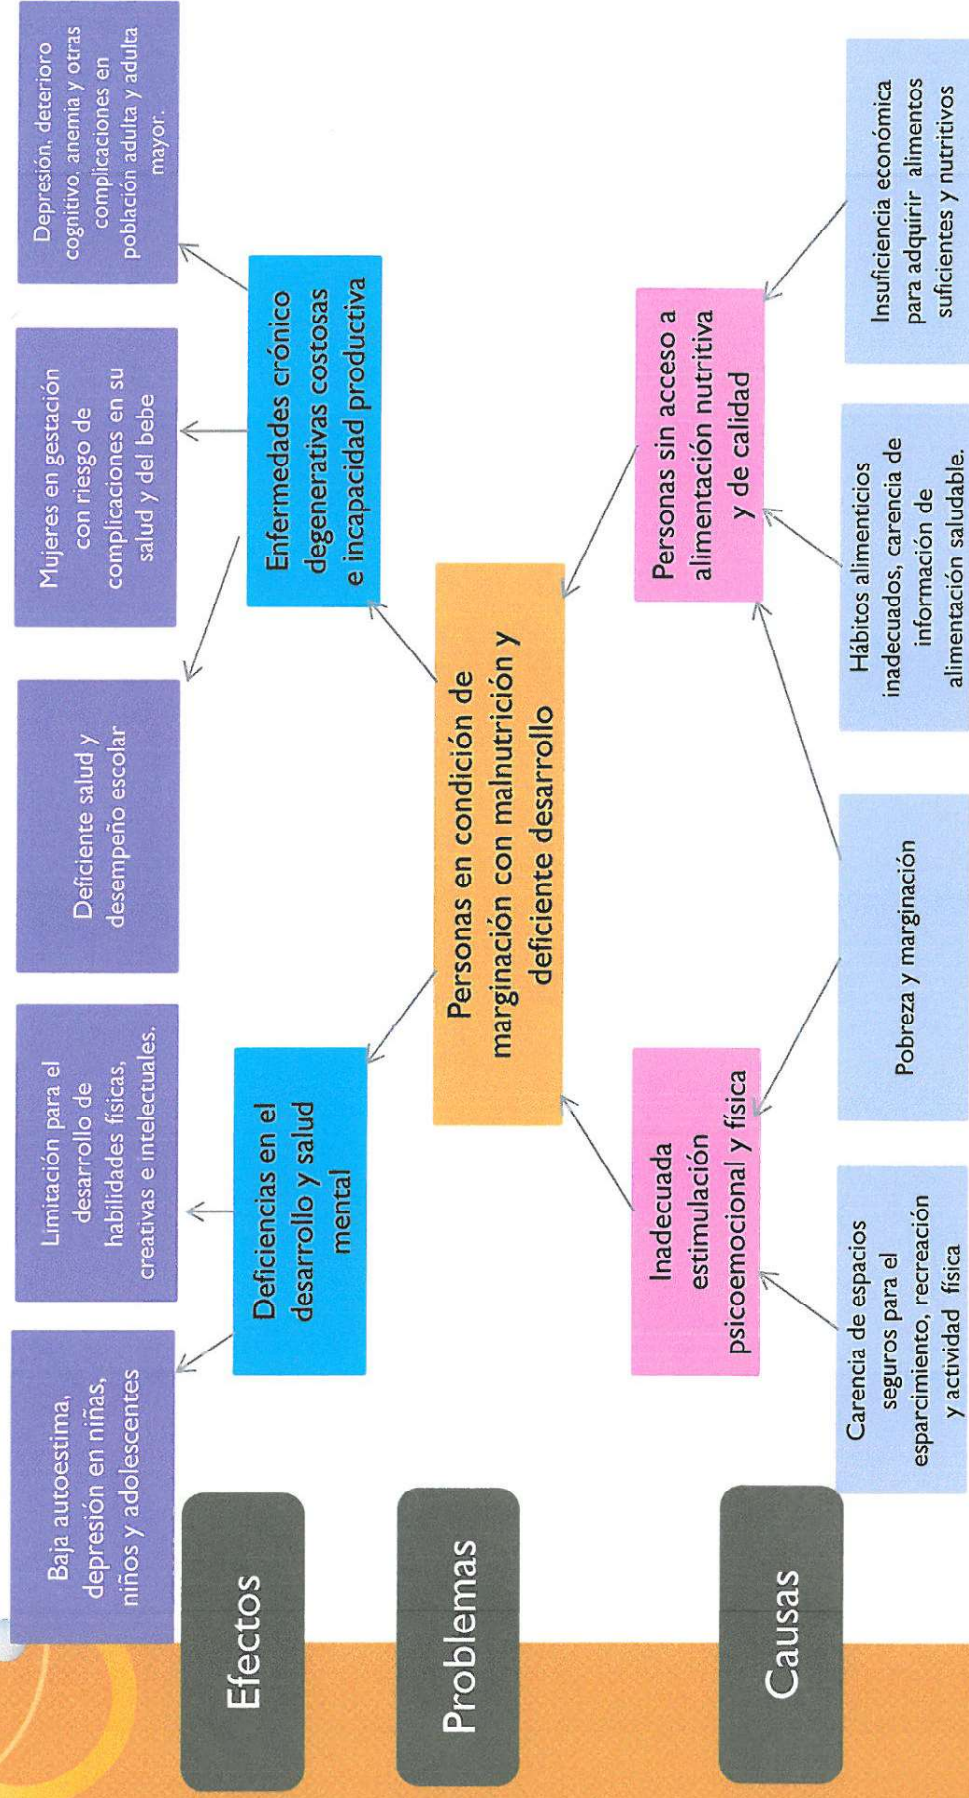 Efectos
Baja autoestima,
depresión en niñas,
niños y adolescentes
Limitación para el
desarrollo de
habilidades físicas,
creativas e intelectuales.
Deficiente salud y
desempeño escolar
Mujeres en gestación
con riesgo de
complicaciones en su
salud y del bebe
Depresión, deterioro
cognitivo, anemia y otras
complicaciones en
población adulta y adulta
mayor.
Deficiencias en el
desarrollo y salud
mental
Enfermedades crónico
degenerativas costosas
e incapacidad productiva
Problemas
Personas en condición de
marginación con malnutrición y
deficiente desarrollo
Causas
Inadecuada
estimulación
psicoemocional y física
Personas sin acceso a
alimentación nutritiva
y de calidad
Carencia de espacios
seguros para el
esparcimiento, recreación
y actividad física
Pobreza y marginación
Hábitos alimenticios
inadecuados, carencia de
información de
alimentación saludable.
Insuficiencia económica
para adquirir alimentos
suficientes y nutritivos